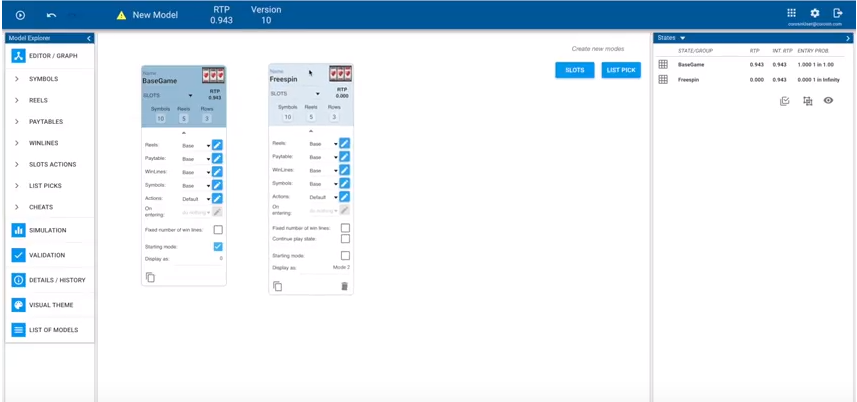 New Model
RTP
0.943
Version
10
Model Explorer
EDITOR / GRAPH
SYMBOLS
REELS
PAYTABLES
WINLINES
SLOTS ACTIONS
LIST PICKS
CHEATS
SIMULATION
VALIDATION
DETAILS / HISTORY
VISUAL THEME
LIST OF MODELS
Name
BaseGame
SLOTS
RTP
0.943
Symbols Reels Rows
10 5 3
Reels: Base
Paytable: Base
WinLines: Base
Symbols: Base
Actions: Default
On entering: do nothing
Fixed number of win lines:
Starting mode:
Display as: 0
Name
Freespin
SLOTS
RTP
0.000
Symbols Reels Rows
10 5 3
Reels: Base
Paytable: Base
WinLines: Base
Symbols: Base
Actions: Default
On entering: do nothing
Fixed number of win lines:
Continue play state:
Starting mode:
Display as: Mode 2
Create new modes
SLOTS LIST PICK
States
STATE/GROUP RTP INT. RTP ENTRY PROB.
BaseGame 0.943 0.943 1.000 1 in 1.00
Freespin 0.000 0.943 0.000 1 in Infinity